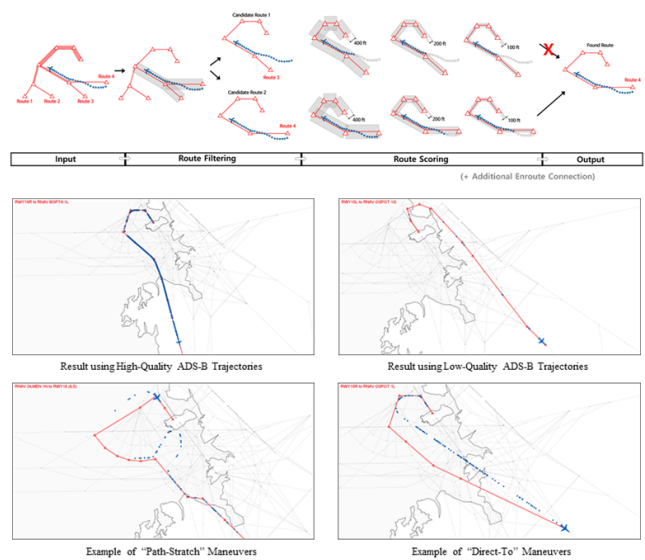 Candidate Route 1
Route 4
Route 1
Route 2
Route 3
Route 3
Candidate Route 2
Route 4
400 ft
200 ft
100 ft
400 ft
200 ft
100 ft
X
Found Route
Route 4
Input
Route Filtering
Route Scoring
Output
(+ Additional Enroute Connection)
Result using High-Quality ADS-B Trajectories
Result using Low-Quality ADS-B Trajectories
Example of “Path-Stratch” Maneuvers
Example of “Direct-To” Maneuvers